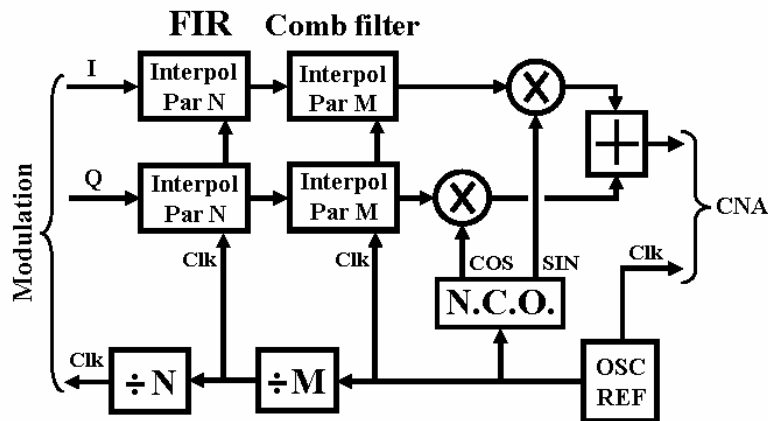 FIR Comb filter
I
Interpol
Par N
Interpol
Par M
X
+
Q
Interpol
Par N
Interpol
Par M
X
Modulation
Clk
Clk
COS
SIN
Clk
CNA
N.C.O.
Clk
÷N
÷M
OSC
REF